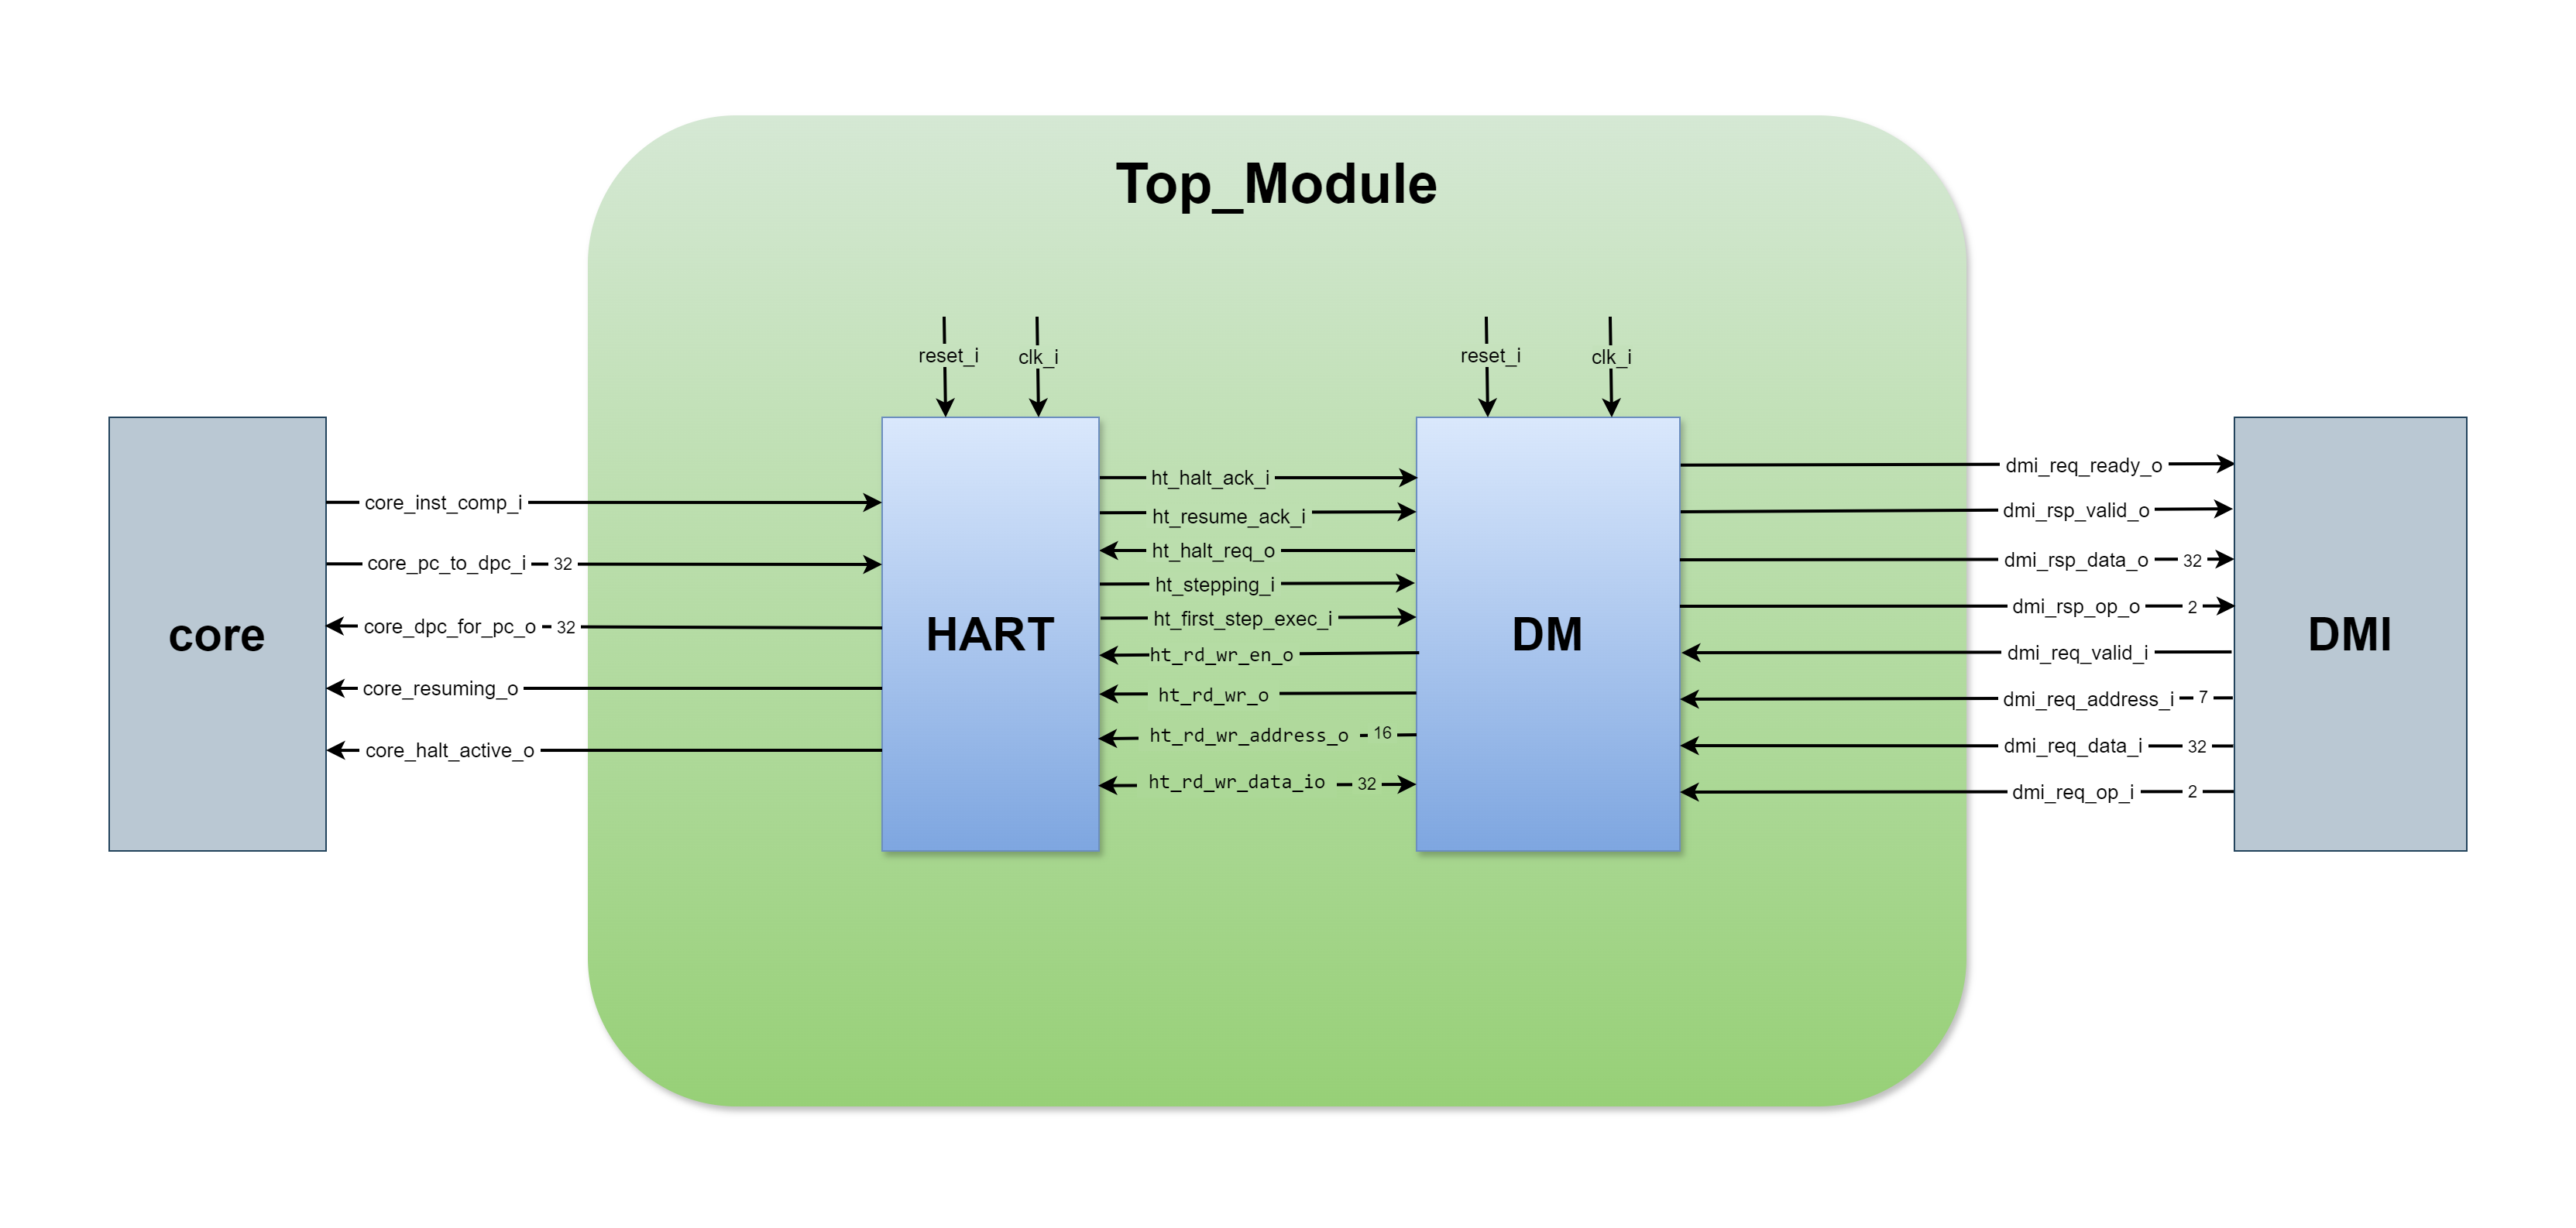 Top_Module
reset_i
clk_i
reset_i
clk_i
core
core_inst_comp_i
core_pc_to_dpc_i 32
core_dpc_for_pc_o 32
core_resuming_o
core_halt_active_o
HART
ht_halt_ack_i
ht_resume_ack_i
ht_halt_req_o
ht_stepping_i
ht_first_step_exec_i
ht_rd_wr_en_o
ht_rd_wr_o
ht_rd_wr_address_o 16
ht_rd_wr_data_io 32
DM
dmi_req_ready_o
dmi_rsp_valid_o
dmi_rsp_data_o 32
dmi_rsp_op_o 2
dmi_req_valid_i
dmi_req_address_i 7
dmi_req_data_i 32
dmi_req_op_i 2
DMI